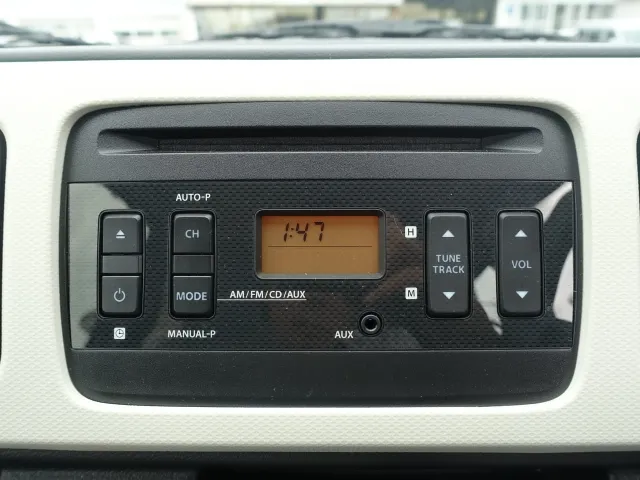 AUTO-P
CH
1:47
H
TUNE
TRACK
VOL
MODE
AM/FM/CD/AUX
M
MANUAL-P
AUX